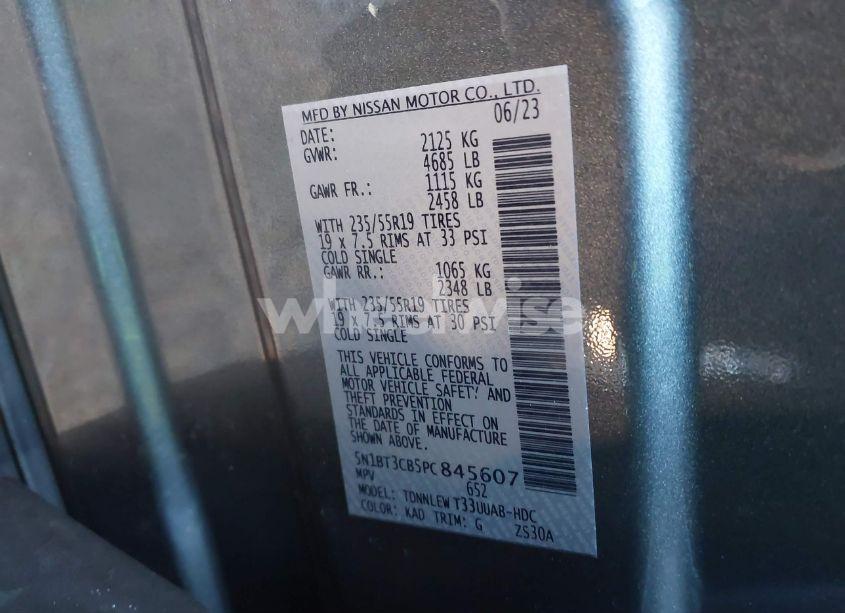 MFD BY NISSAN MOTOR CO., LTD.
DATE: 06/23
GVWR: 2125 KG
4685 LB
GAWR FR.: 1115 KG
2458 LB
WITH 235/55R19 TIRES
19 x 7.5 RIMS AT 33 PSI
COLD SINGLE
GAWR RR.: 1065 KG
2348 LB
WITH 235/55R19 TIRES
19 x 7.5 RIMS AT 30 PSI
COLD SINGLE
THIS VEHICLE CONFORMS TO
ALL APPLICABLE FEDERAL
MOTOR VEHICLE SAFETY AND
THEFT PREVENTION
STANDARDS IN EFFECT ON
THE DATE OF MANUFACTURE
SHOWN ABOVE.
5N1BT3CB5PC845607
MPV 652
MODEL: TDNNLEW T33UUAB-HDC
COLOR: KAD TRIM: G ZS30A
wheelwise